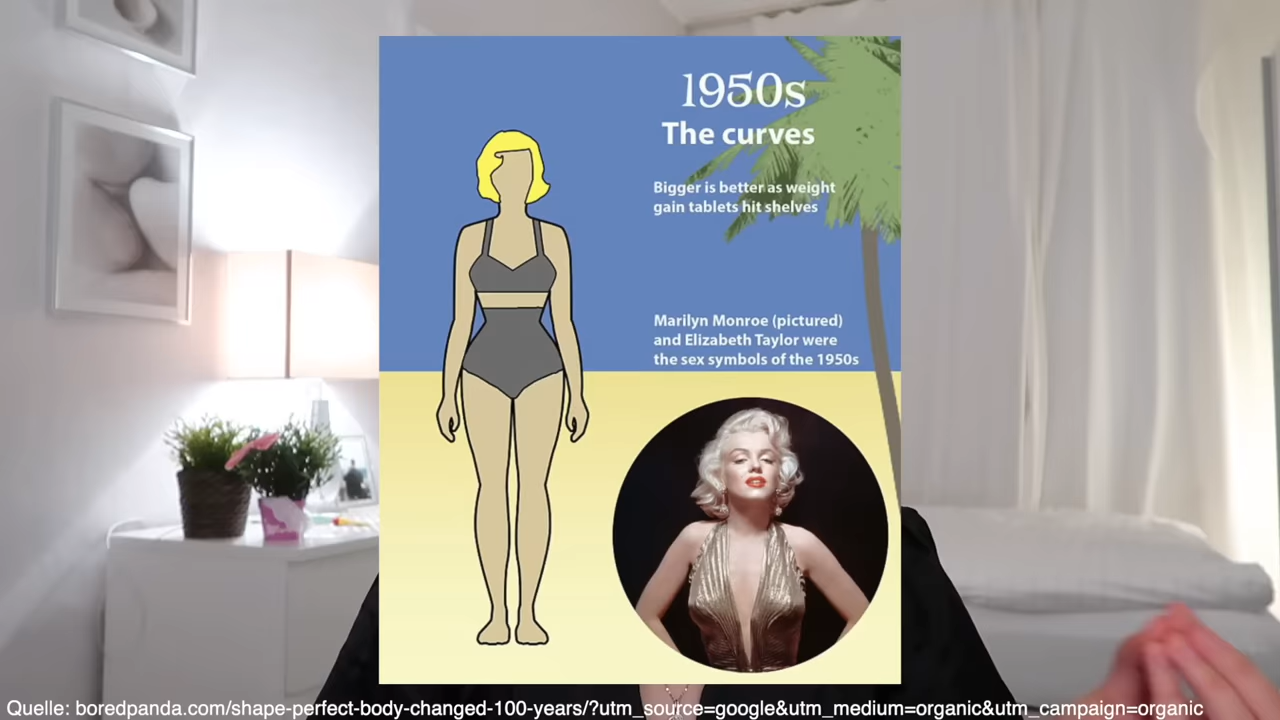 1950s
The curves
Bigger is better as weight
gain tablets hit shelves
Marilyn Monroe (pictured)
and Elizabeth Taylor were
the sex symbols of the 1950s
Quelle: boredpanda.com/shape-perfect-body-changed-100-years/?utm_source=google&utm_medium=organic&utm_campaign=organic